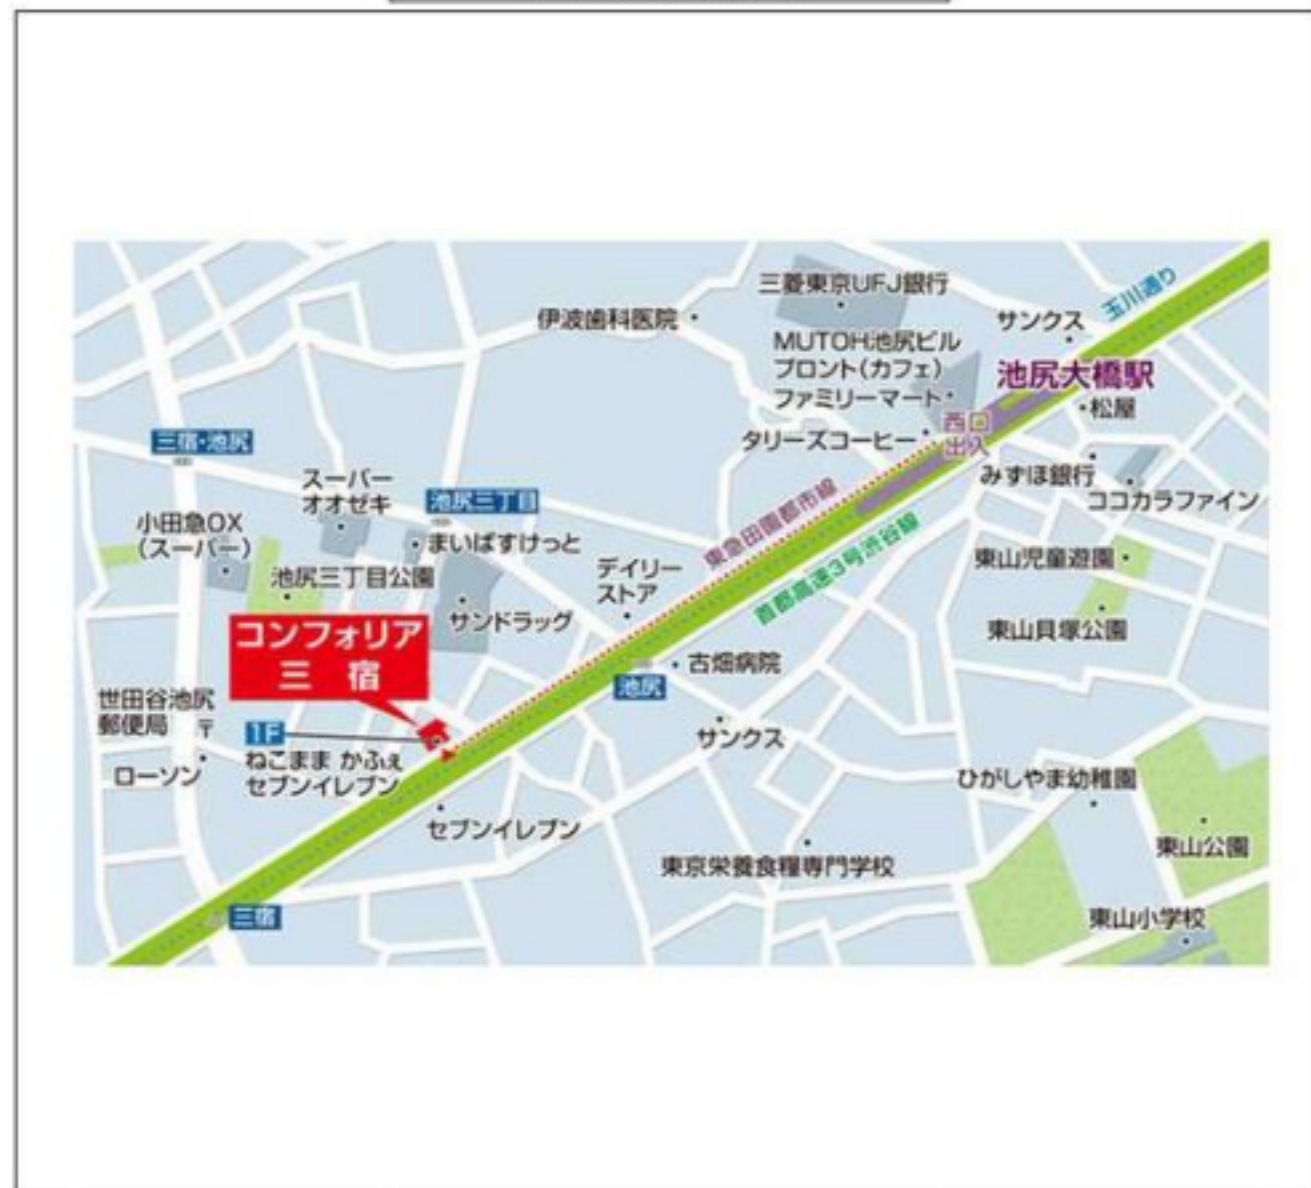 三菱東京UFJ銀行
伊波歯科医院
サンクス
玉川通り
MUTOH池尻ビル
プロント(カフェ)
ファミリーマート
池尻大橋駅
松屋
西口
出入
タリーズコーヒー
三宿・池尻
スーパー
オオゼキ
池尻三丁目
みずほ銀行
ココカラファイン
小田急OX
(スーパー)
まいばすけっと
東急田園都市線
首都高速3号渋谷線
池尻三丁目公園
デイリー
ストア
東山児童遊園
サンドラッグ
東山貝塚公園
コンフォリア
三 宿
古畑病院
池尻
世田谷池尻
郵便局 〒
1F
ねこまま かふぇ
セブンイレブン
サンクス
ローソン
ひがしやま幼稚園
セブンイレブン
東山公園
東京栄養食糧専門学校
三宿
東山小学校